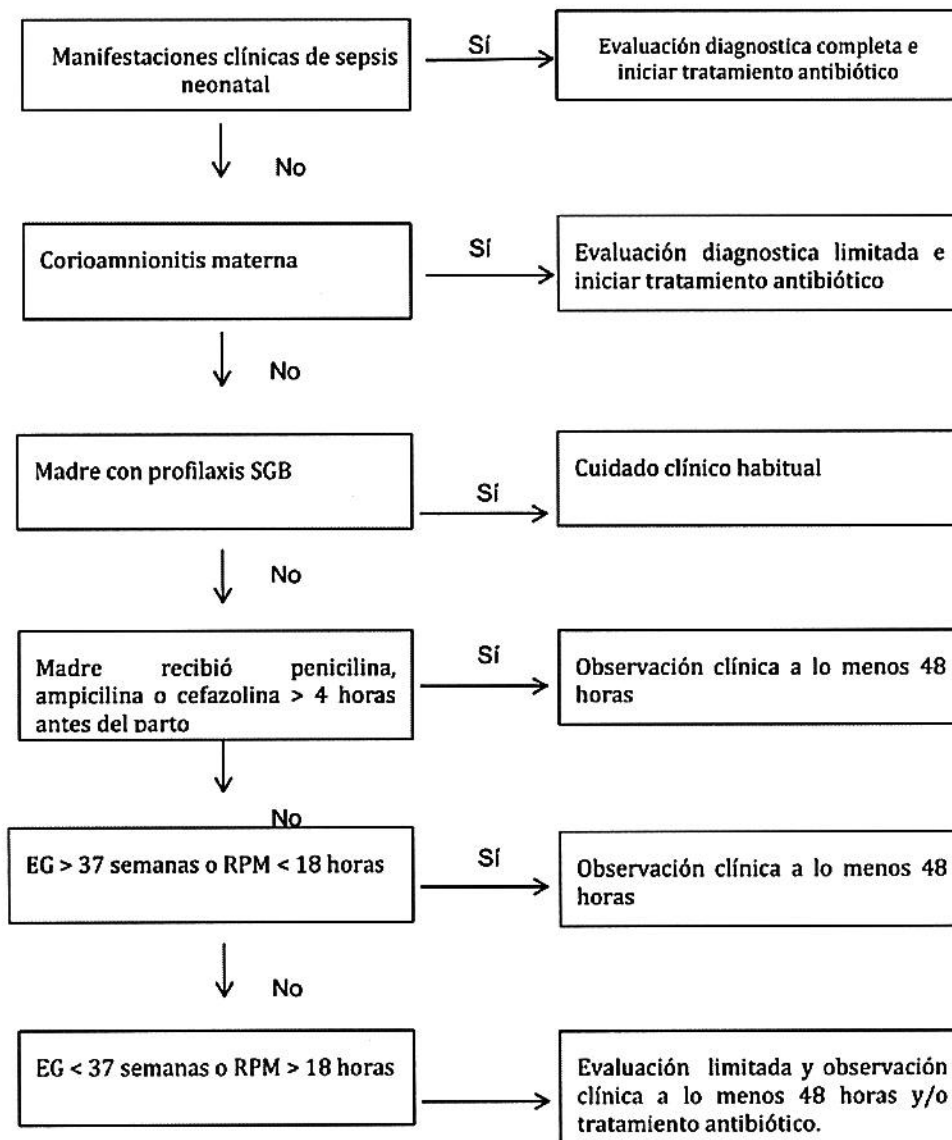 Manifestaciones clínicas de sepsis
neonatal
Sí
Evaluación diagnostica completa e
iniciar tratamiento antibiótico
No
Corioamnionitis materna
Sí
Evaluación diagnostica limitada e
iniciar tratamiento antibiótico
No
Madre con profilaxis SGB
Sí
Cuidado clínico habitual
No
Madre recibió penicilina,
ampicilina o cefazolina > 4 horas
antes del parto
Sí
Observación clínica a lo menos 48
horas
No
EG > 37 semanas o RPM < 18 horas
Sí
Observación clínica a lo menos 48
horas
No
EG < 37 semanas o RPM > 18 horas
Evaluación limitada y observación
clínica a lo menos 48 horas y/o
tratamiento antibiótico.